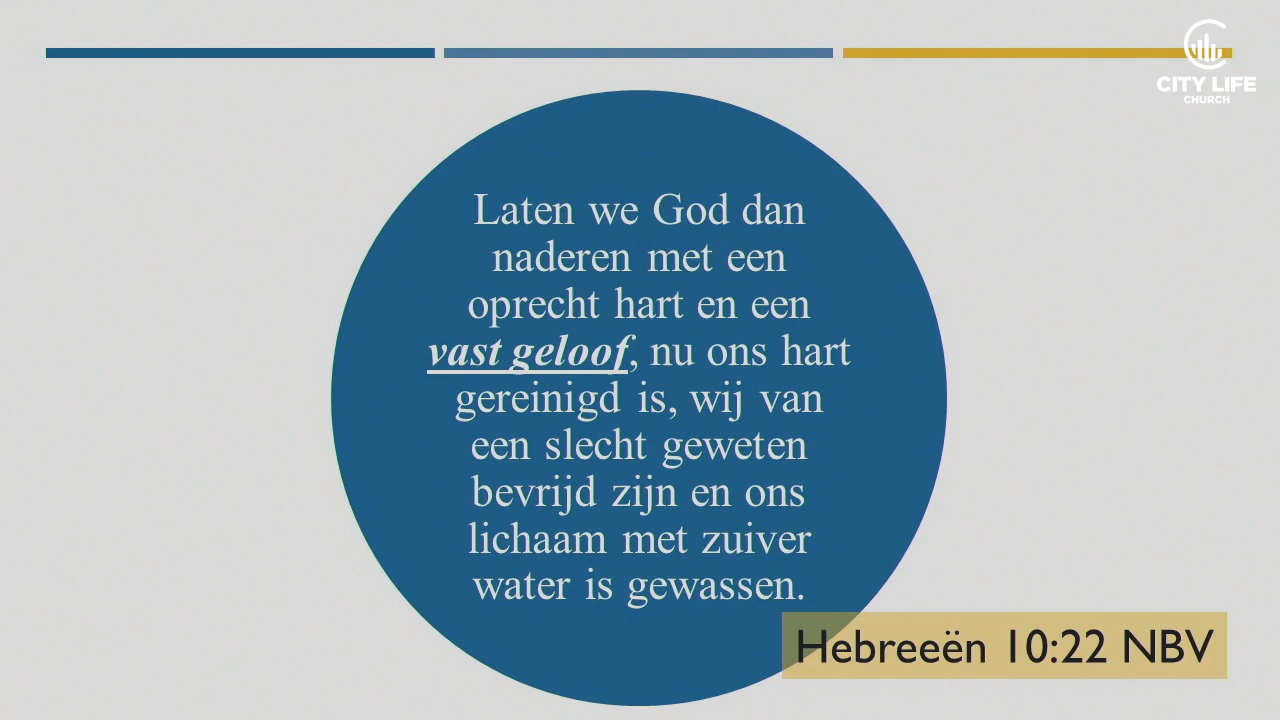 CITY LIFE
CHURCH
Laten we God dan
naderen met een
oprecht hart en een
vast geloof, nu ons hart
gereinigd is, wij van
een slecht geweten
bevrijd zijn en ons
lichaam met zuiver
water is gewassen.
Hebreeën 10:22 NBV